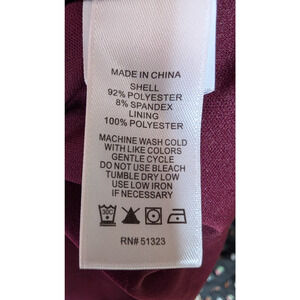 MADE IN CHINA
SHELL
92% POLYESTER
8% SPANDEX
LINING
100% POLYESTER
MACHINE WASH COLD
WITH LIKE COLORS
GENTLE CYCLE
DO NOT USE BLEACH
TUMBLE DRY LOW
USE LOW IRON
IF NECESSARY
RN# 51323